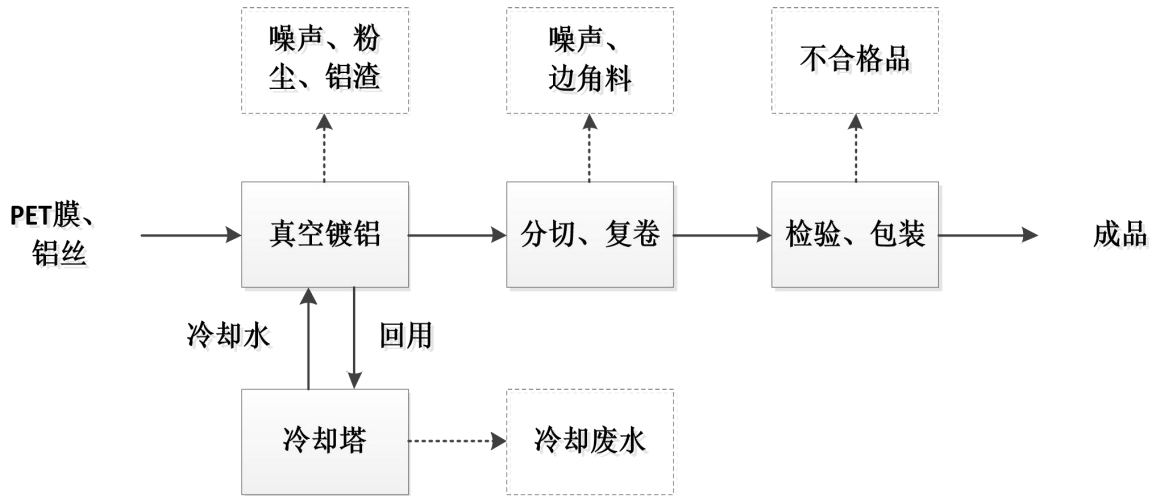 噪声、粉
尘、铝渣
噪声、
边角料
不合格品
PET膜、
铝丝
真空镀铝
分切、复卷
检验、包装
成品
冷却水
回用
冷却塔
冷却废水